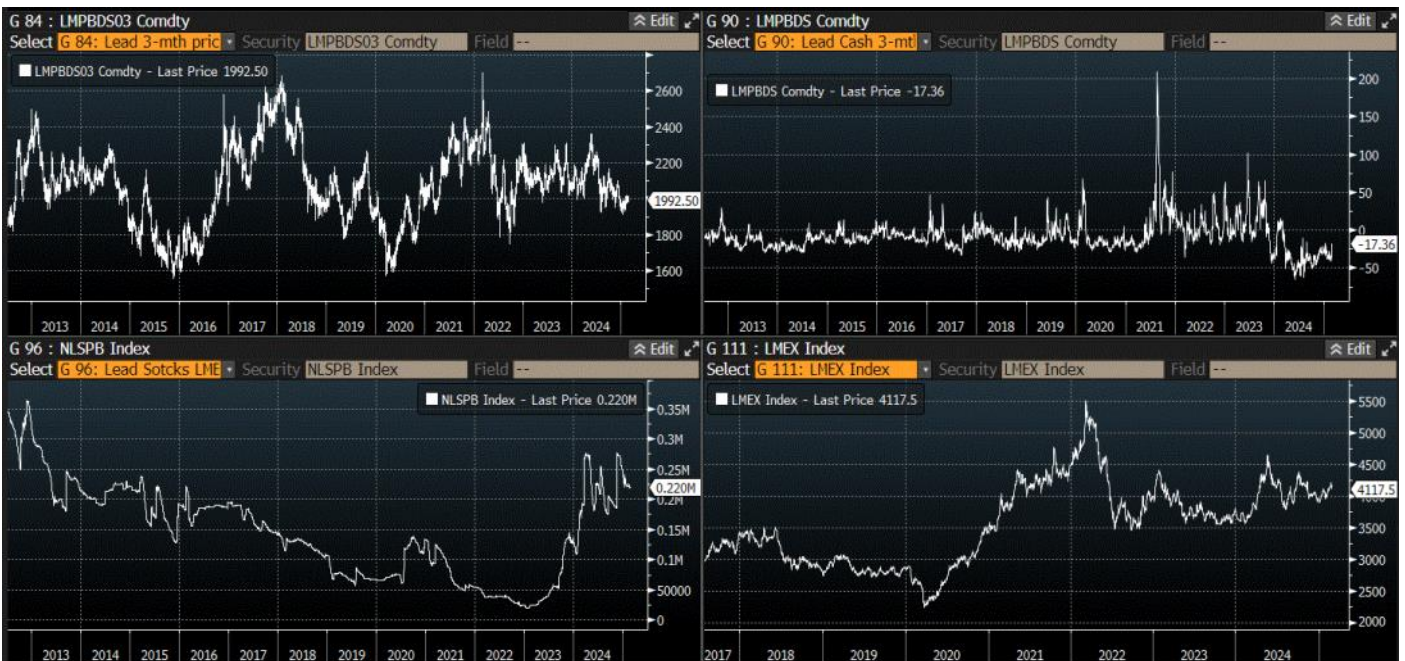 G 84 : LMPBDS03 Comdty
Edit
Select G 84: Lead 3-mth pric Security LMPBDS03 Comdty Field --
LMPBDS03 Comdty - Last Price 1992.50
2600
2400
2200
1992.50
1800
1600
2013 2014 2015 2016 2017 2018 2019 2020 2021 2022 2023 2024
G 90 : LMPBDS Comdty
Edit
Select G 90: Lead Cash 3-mtl Security LMPBDS Comdty Field --
LMPBDS Comdty - Last Price -17.36
200
150
100
50
0
-17.36
-50
2013 2014 2015 2016 2017 2018 2019 2020 2021 2022 2023 2024
G 96 : NLSPB Index
Edit
Select G 96: Lead Sotcks LME Security NLSPB Index Field --
NLSPB Index - Last Price 0.220M
0.35M
0.3M
0.25M
0.220M
0.2M
0.15M
0.1M
50000
0
2013 2014 2015 2016 2017 2018 2019 2020 2021 2022 2023 2024
G 111 : LMEX Index
Edit
Select G 111: LMEX Index Security LMEX Index Field --
LMEX Index - Last Price 4117.5
5500
5000
4500
4117.5
4000
3500
3000
2500
2000
2017 2018 2019 2020 2021 2022 2023 2024